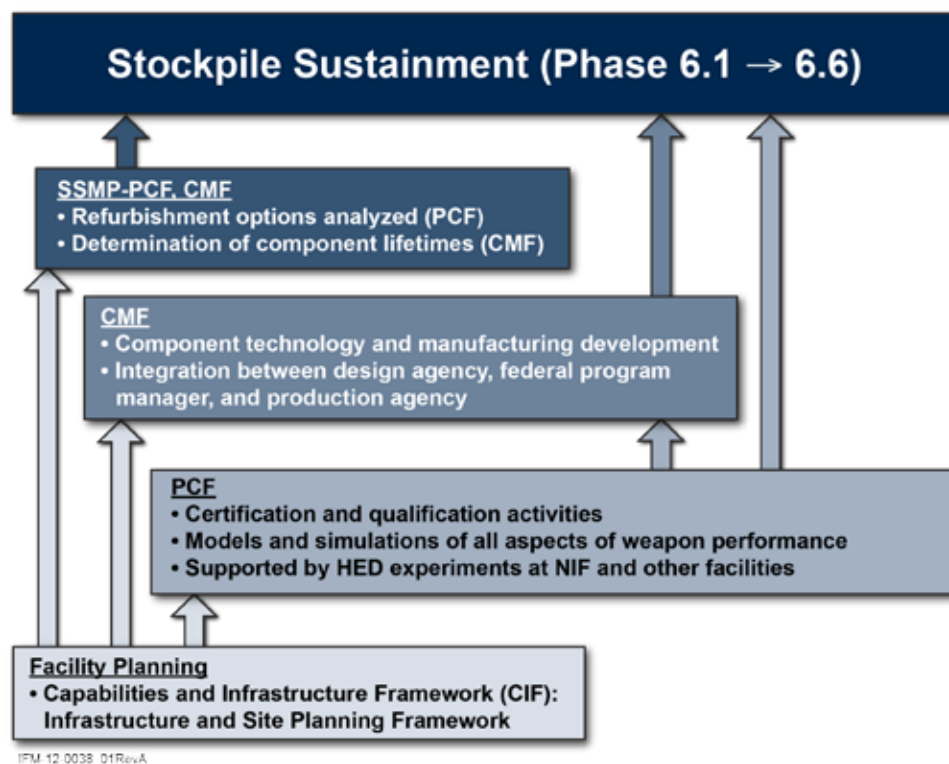 Stockpile Sustainment (Phase 6.1 → 6.6)
SSMP-PCF, CMF
• Refurbishment options analyzed (PCF)
• Determination of component lifetimes (CMF)
CMF
• Component technology and manufacturing development
• Integration between design agency, federal program
manager, and production agency
PCF
• Certification and qualification activities
• Models and simulations of all aspects of weapon performance
• Supported by HED experiments at NIF and other facilities
Facility Planning
• Capabilities and Infrastructure Framework (CIF):
Infrastructure and Site Planning Framework
IFM-12-0038_01RevA